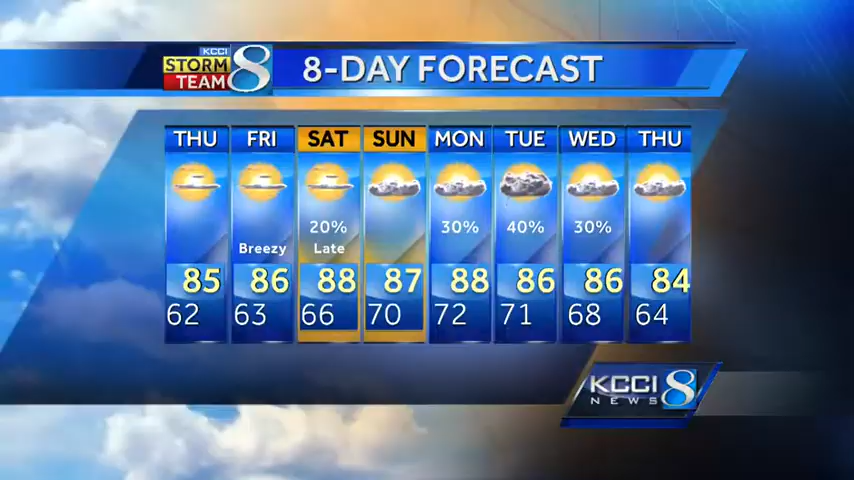 KCCI
STORM
TEAM 8
8-DAY FORECAST
THU FRI SAT SUN MON TUE WED THU
20% 30% 40% 30%
Breezy Late
85 86 88 87 88 86 86 84
62 63 66 70 72 71 68 64
KCCI 8
NEWS